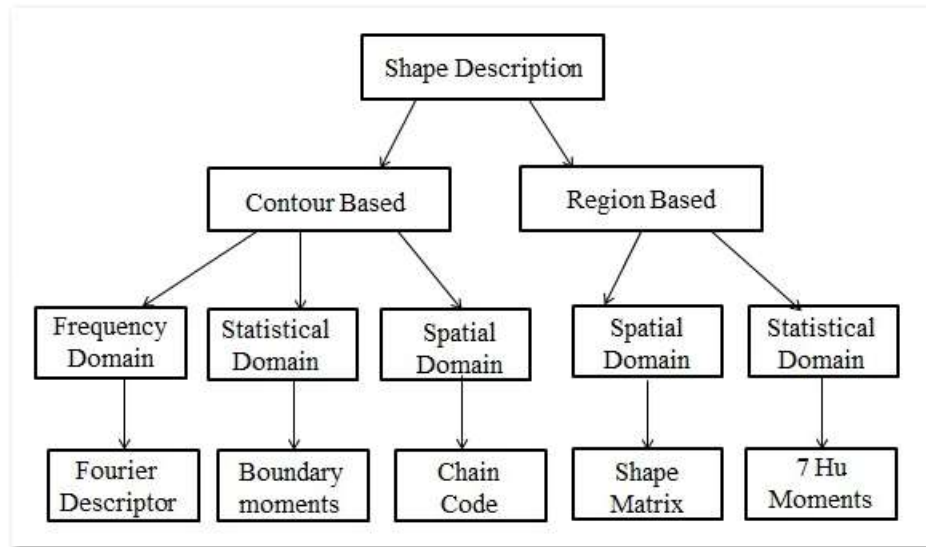 Shape Description
Contour Based
Region Based
Frequency
Domain
Statistical
Domain
Spatial
Domain
Spatial
Domain
Statistical
Domain
Fourier
Descriptor
Boundary
moments
Chain
Code
Shape
Matrix
7 Hu
Moments